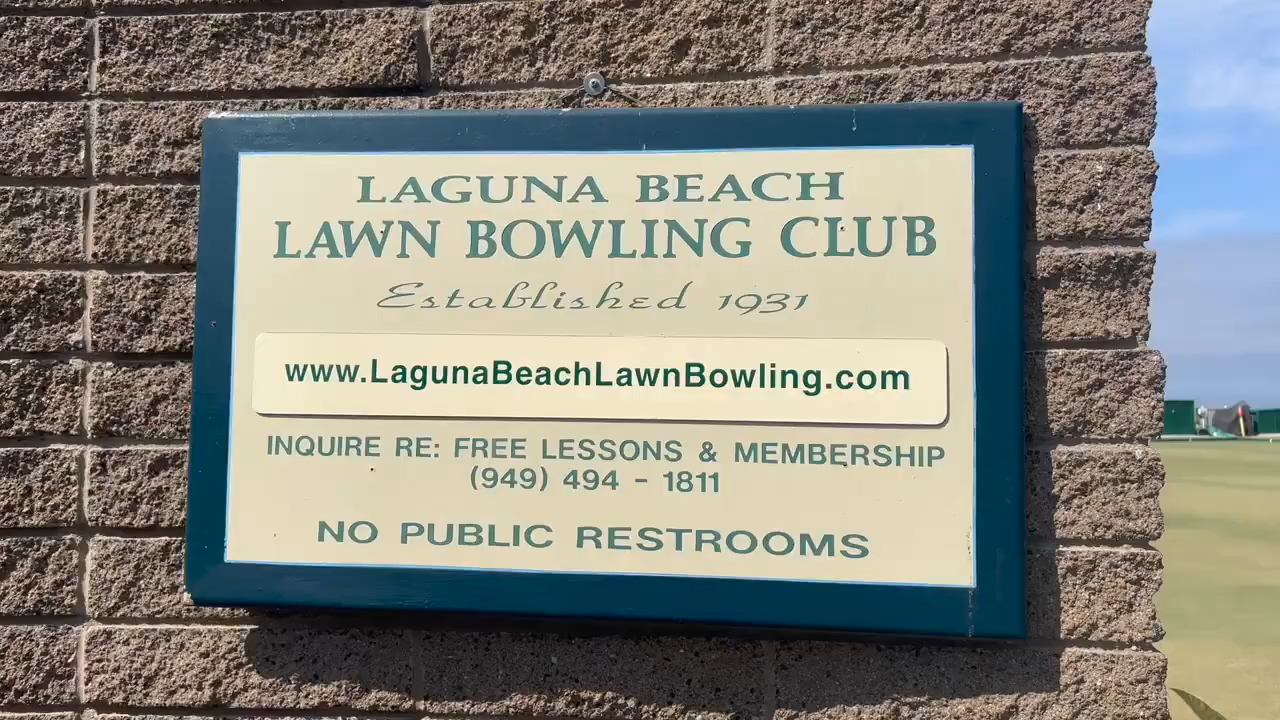 LAGUNA BEACH
LAWN BOWLING CLUB
Established 1931
www.LagunaBeachLawnBowling.com
INQUIRE RE: FREE LESSONS & MEMBERSHIP
(949) 494 - 1811
NO PUBLIC RESTROOMS